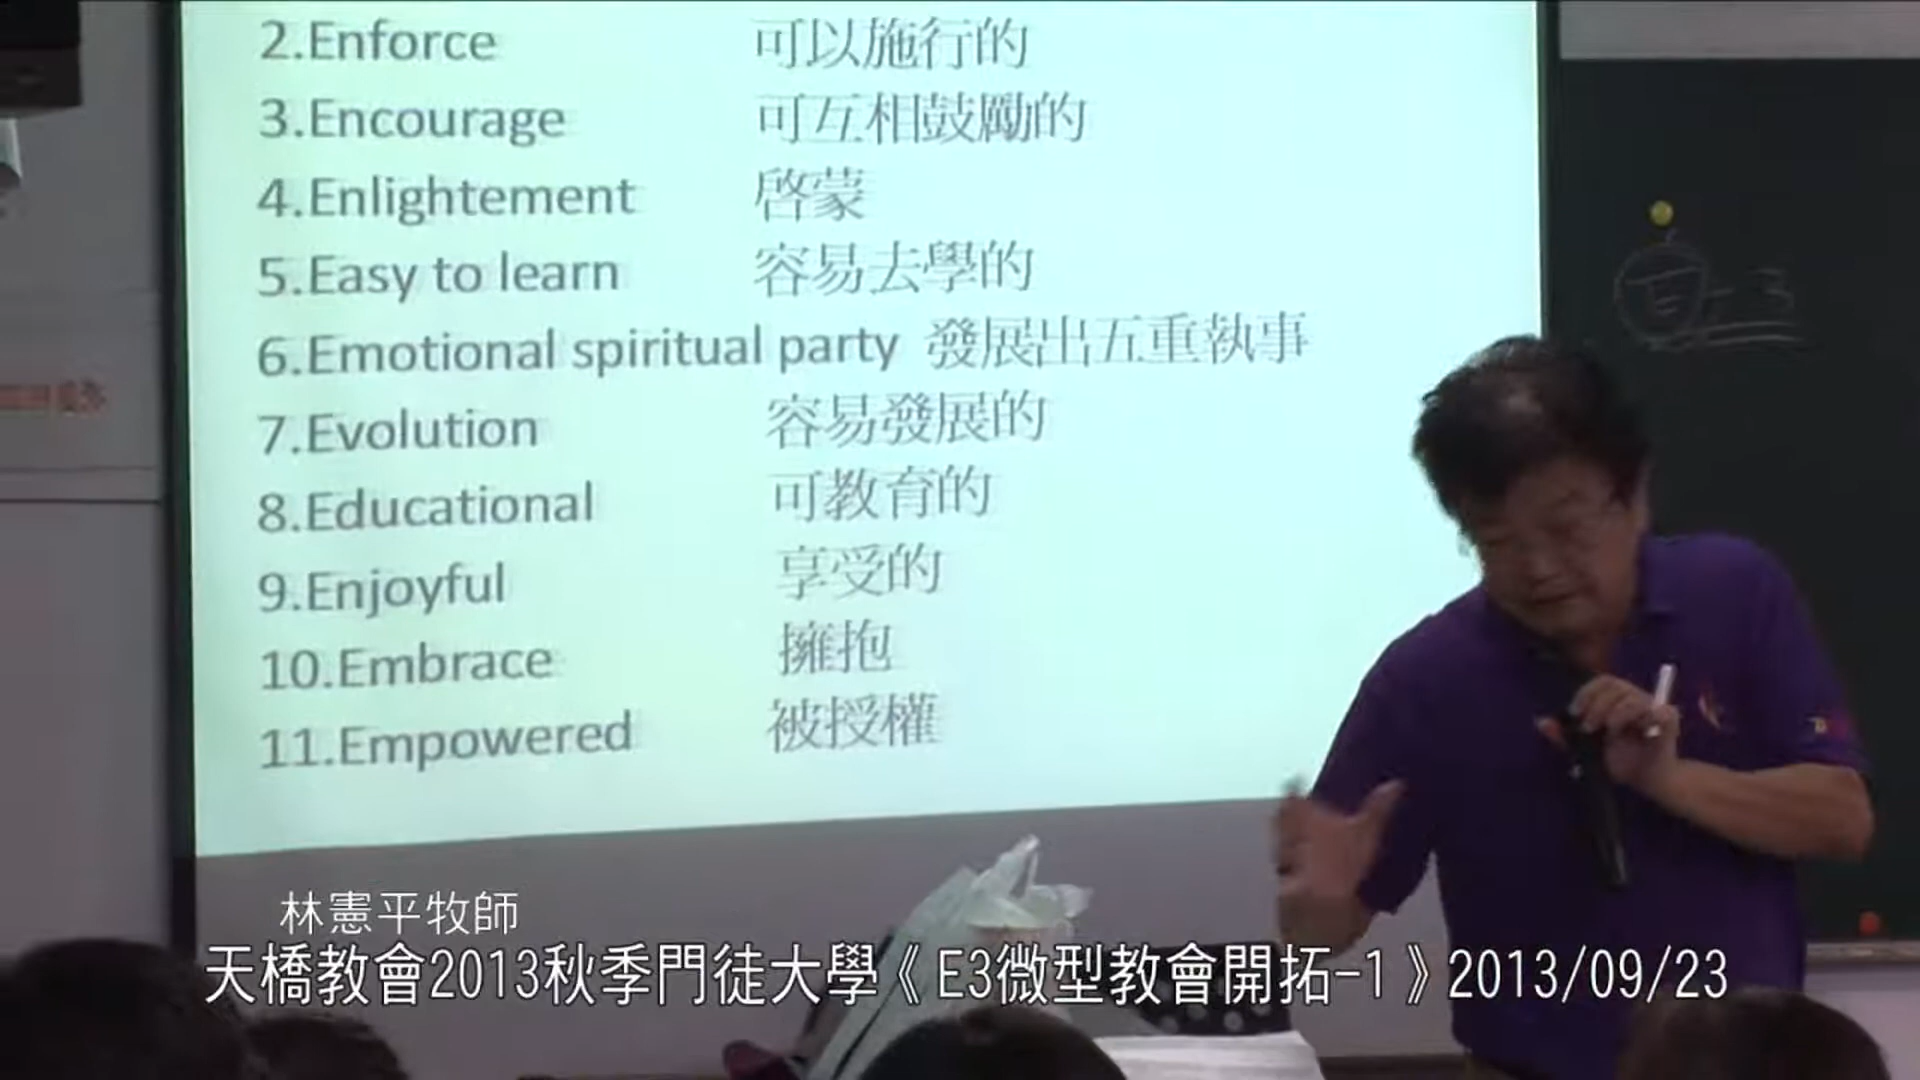 2.Enforce 可以施行的
3.Encourage 可互相鼓勵的
4.Enlightement 啓蒙
5.Easy to learn 容易去學的
6.Emotional spiritual party 發展出五重執事
7.Evolution 容易發展的
8.Educational 可教育的
9.Enjoyful 享受的
10.Embrace 擁抱
11.Empowered 被授權
林憲平牧師
天橋教會2013秋季門徒大學《E3微型教會開拓-1》2013/09/23